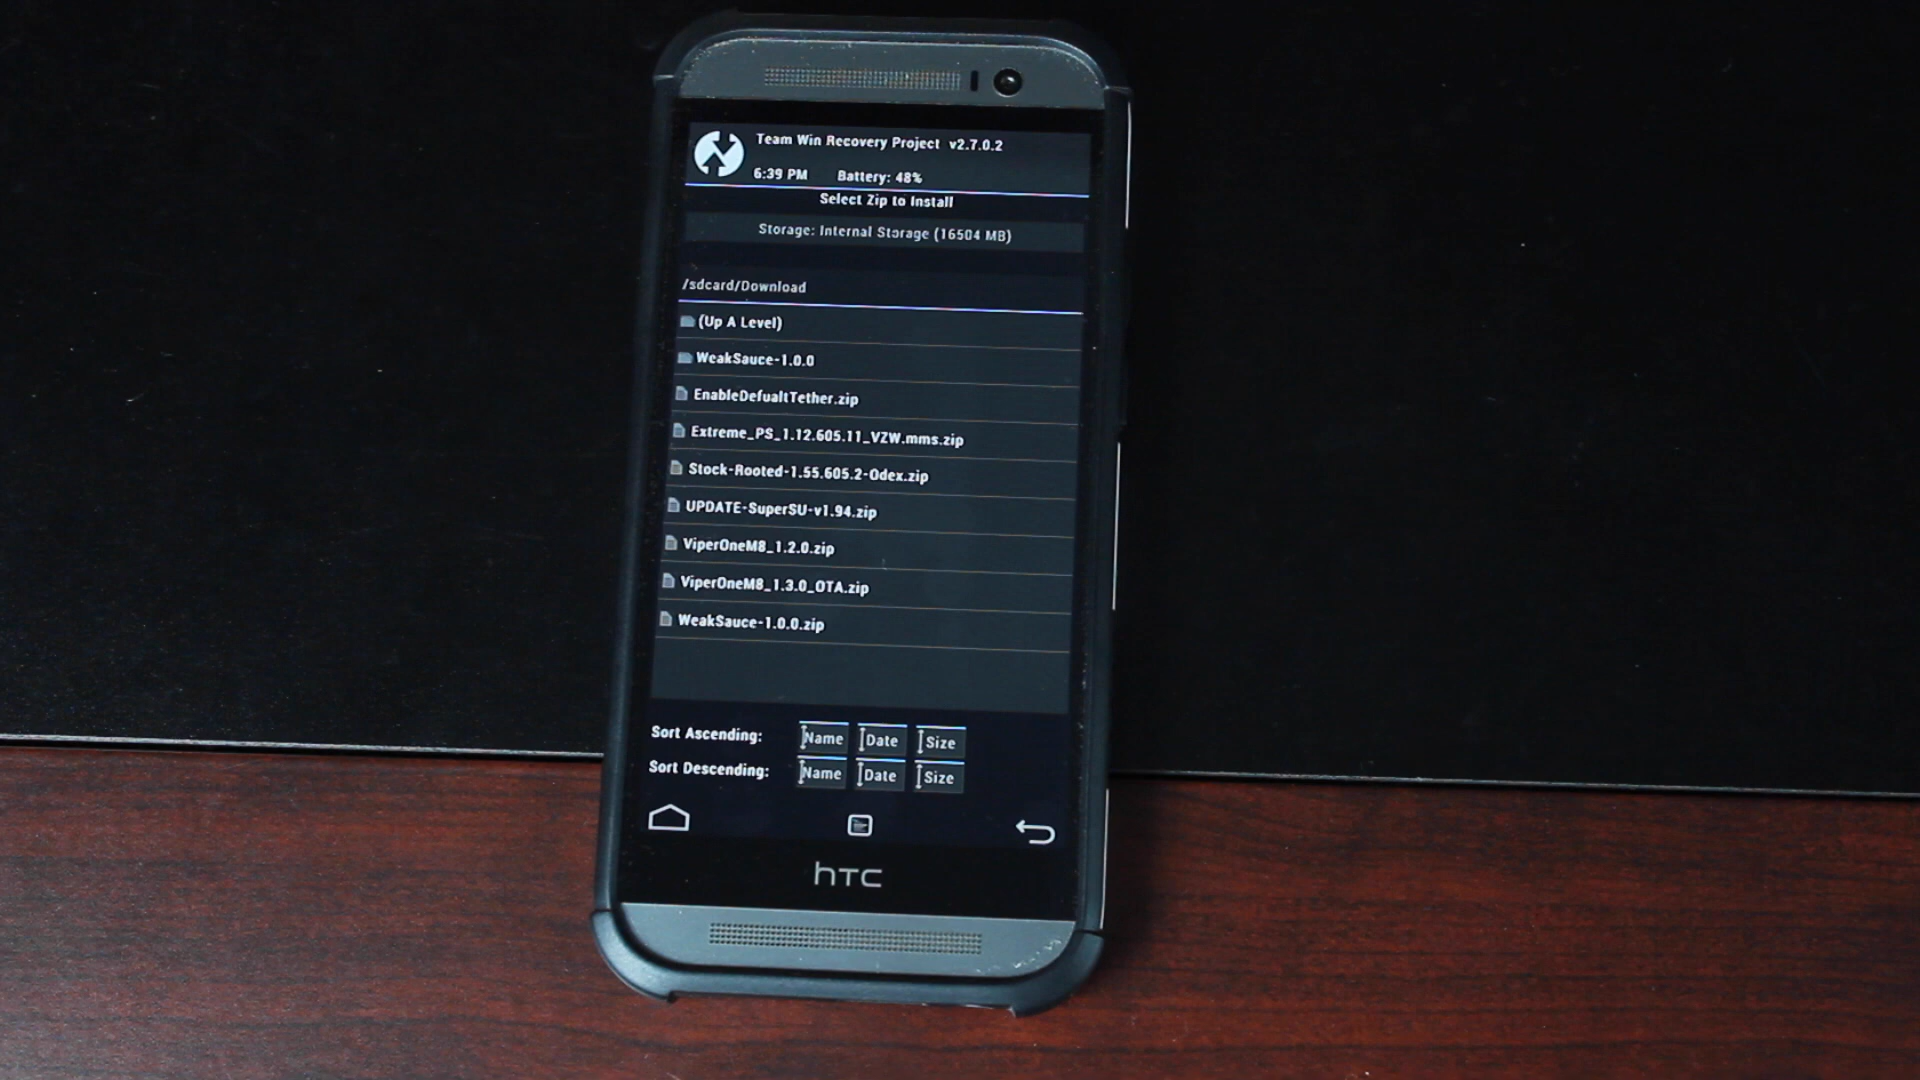 Team Win Recovery Project v2.7.0.2
6:39 PM Battery: 48%
Select Zip to Install
Storage: Internal Storage (16504 MB)
/sdcard/Download
(Up A Level)
WeakSauce-1.0.0
EnableDefualtTether.zip
Extreme_PS_1.12.605.11_VZW.mms.zip
Stock-Rooted-1.55.605.2-Odex.zip
UPDATE-SuperSU-v1.94.zip
ViperOneM8_1.2.0.zip
ViperOneM8_1.3.0_OTA.zip
WeakSauce-1.0.0.zip
Sort Ascending: Name Date Size
Sort Descending: Name Date Size
hTC